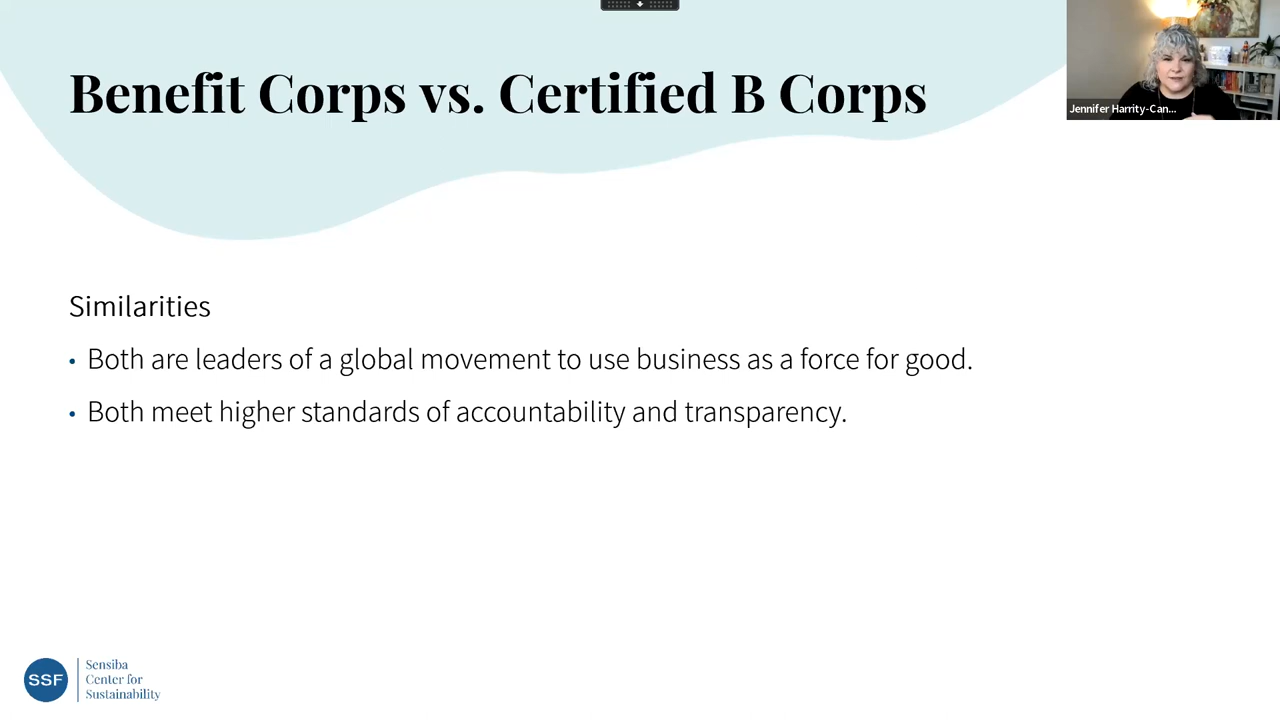 Benefit Corps vs. Certified B Corps
Jennifer Harrity-Can...
Similarities
• Both are leaders of a global movement to use business as a force for good.
• Both meet higher standards of accountability and transparency.
SSF
Sensiba
Center for
Sustainability